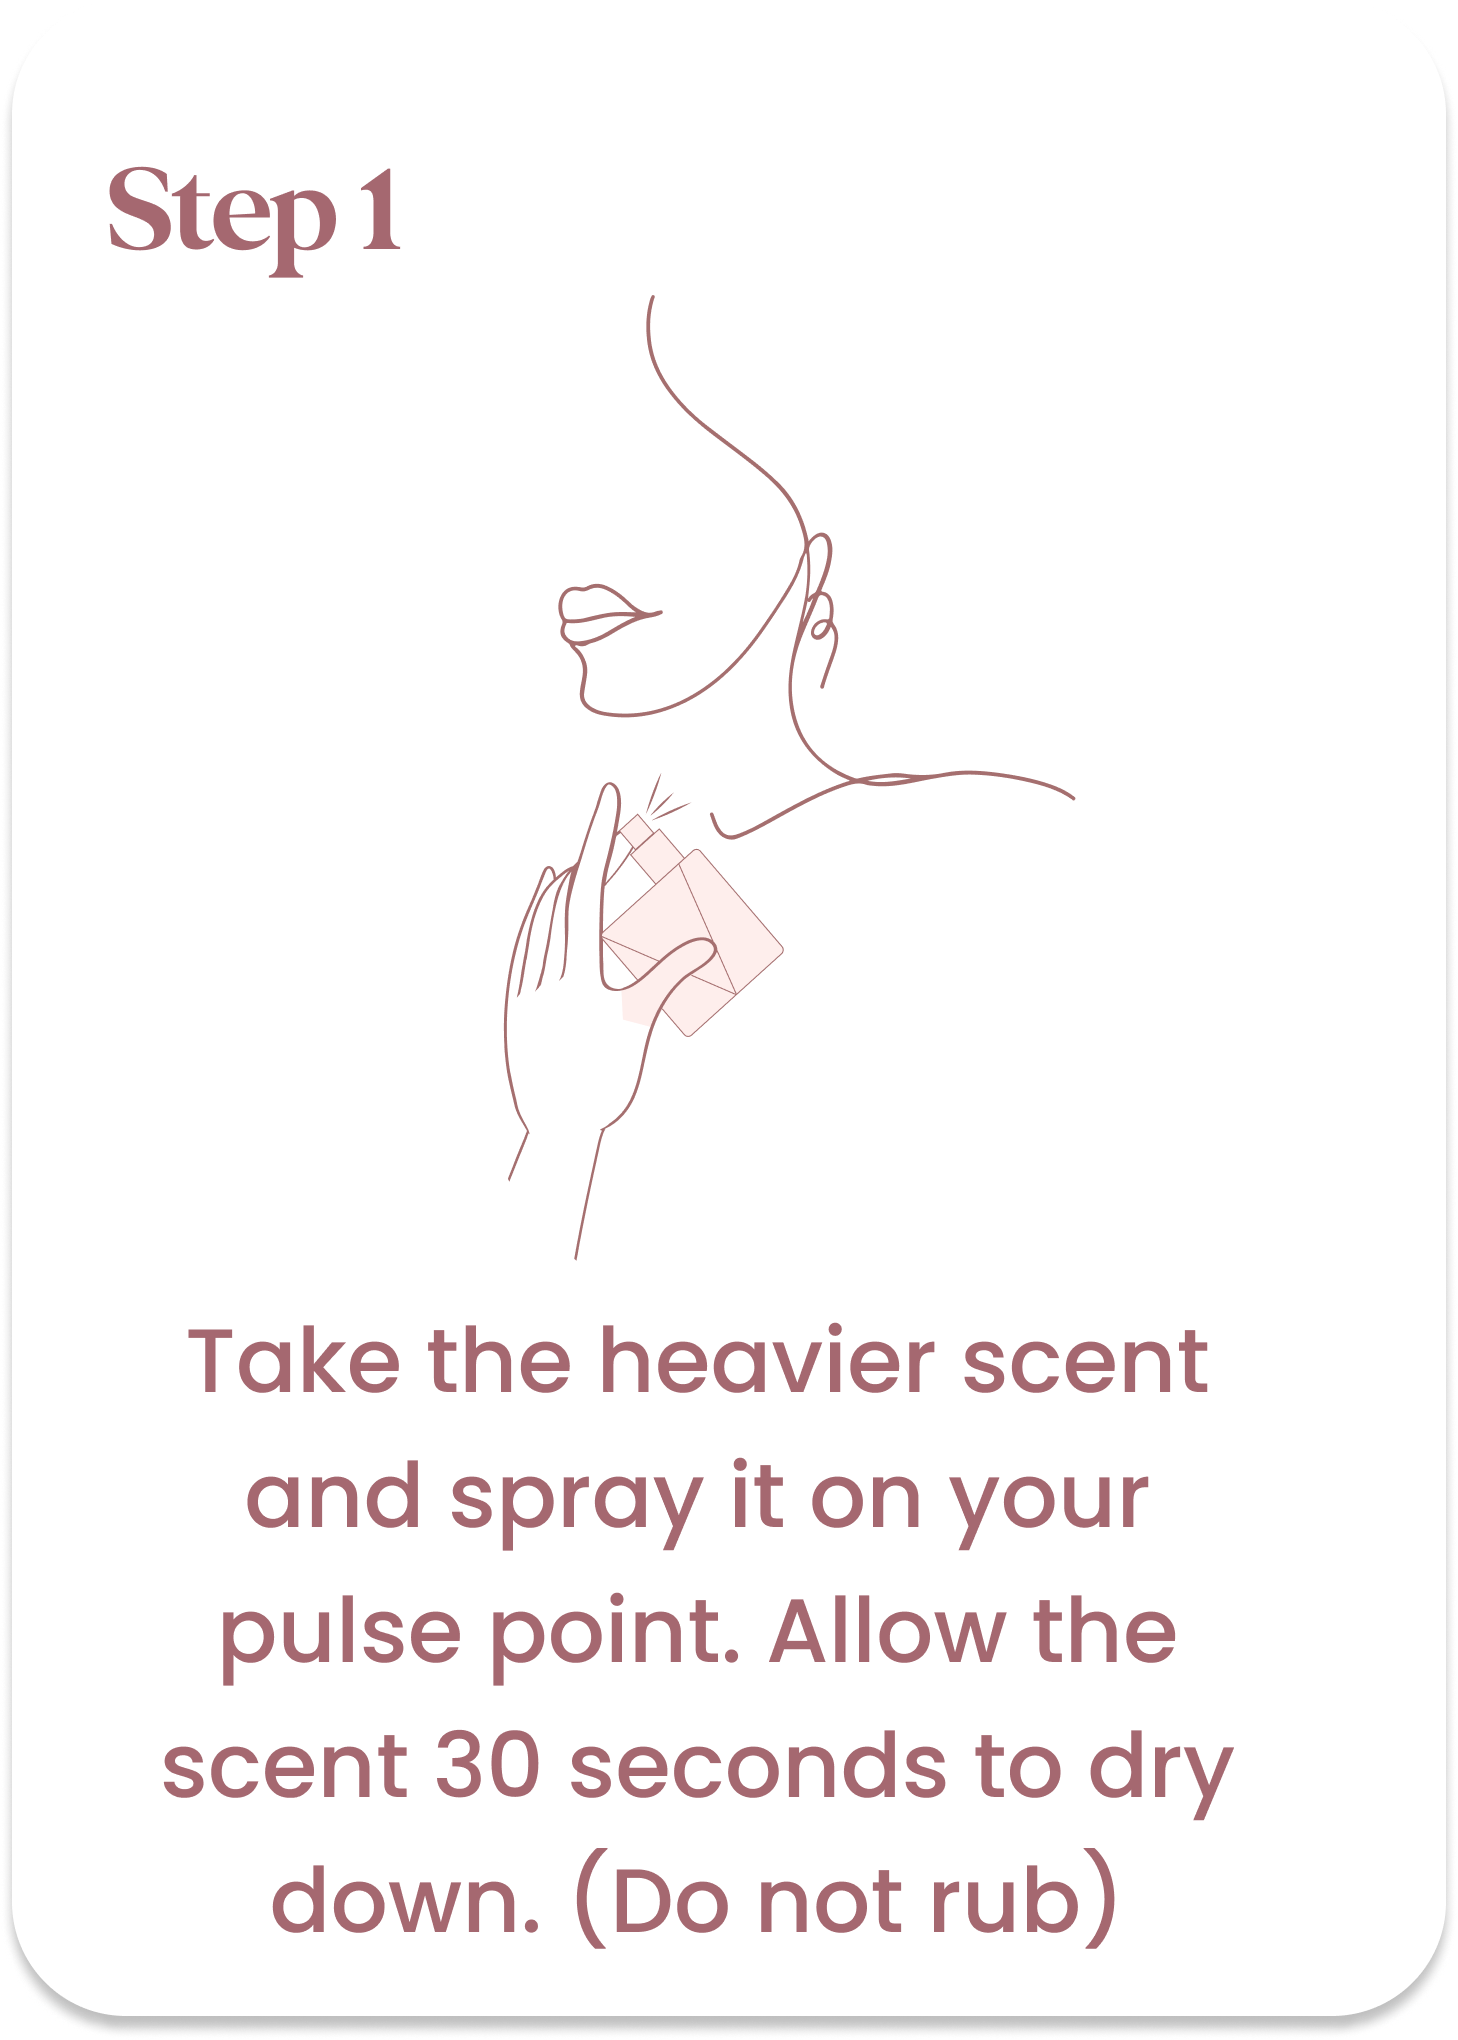 Step 1
Take the heavier scent
and spray it on your
pulse point. Allow the
scent 30 seconds to dry
down. (Do not rub)